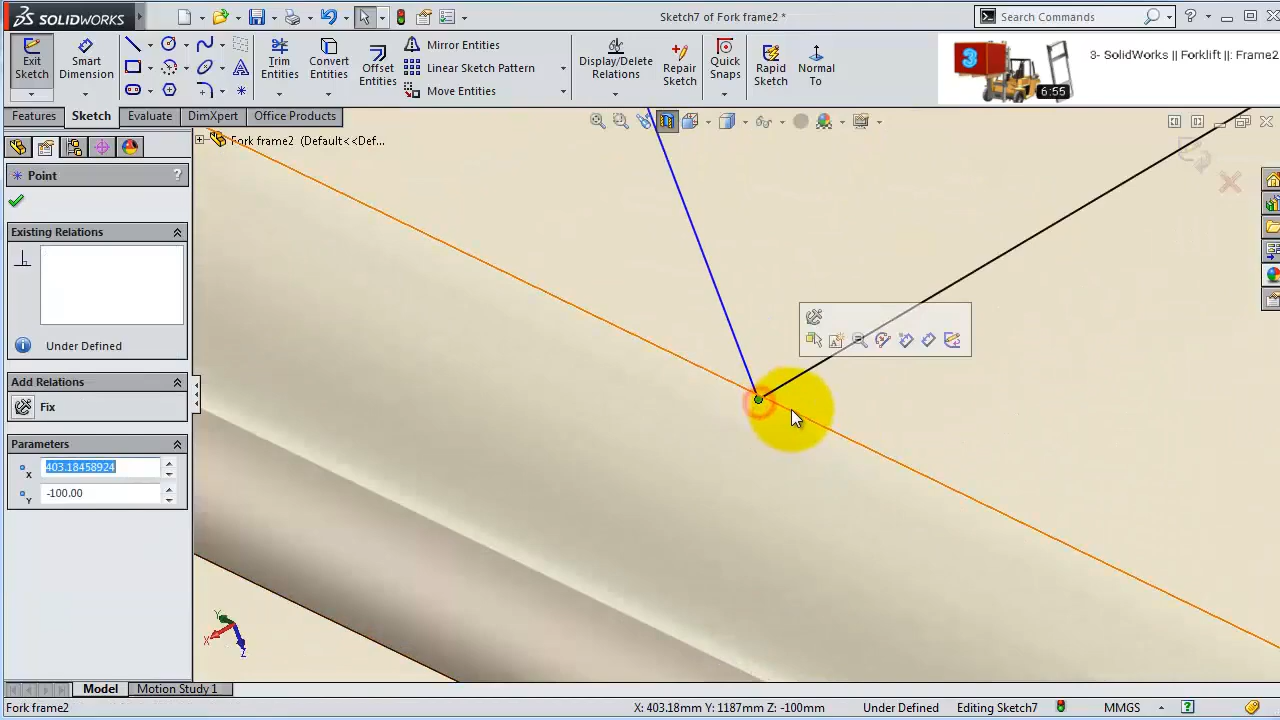 SOLIDWORKS
Sketch7 of Fork frame2 *
Search Commands
?
Exit Sketch
Smart Dimension
Trim Entities
Convert Entities
Offset Entities
Mirror Entities
Linear Sketch Pattern
Move Entities
Display/Delete Relations
Repair Sketch
Quick Snaps
Rapid Sketch
Normal To
3
6:55
3- SolidWorks || Forklift ||: Frame2
Features
Sketch
Evaluate
DimXpert
Office Products
Fork frame2 (Default<<Def...
Point
?
Existing Relations
Under Defined
Add Relations
Fix
Parameters
X
403.18458924
Y
-100.00
Y
X
Z
Model
Motion Study 1
Fork frame2
X: 403.18mm Y: 1187mm Z: -100mm
Under Defined
Editing Sketch7
MMGS
?